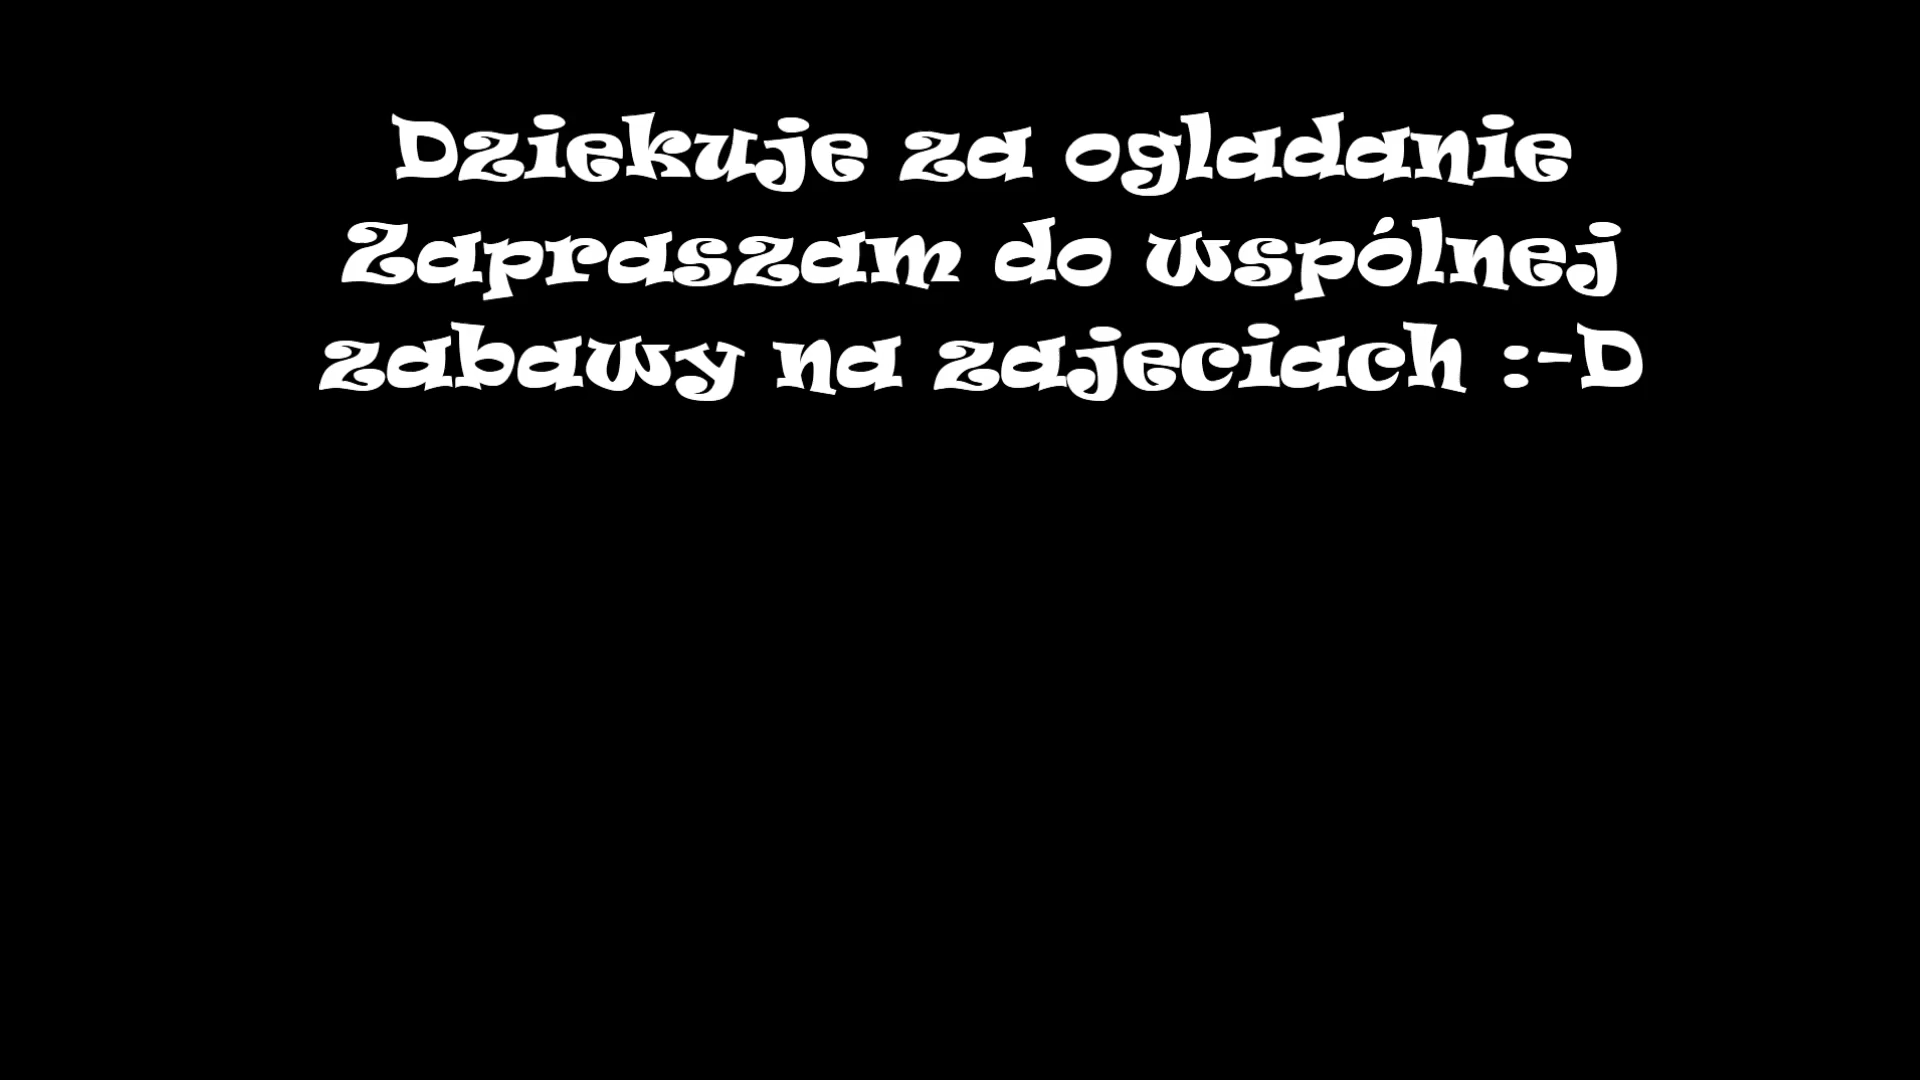 Dziekuje za ogladanie
Zapraszam do wspólnej
zabawy na zajeciach :-D